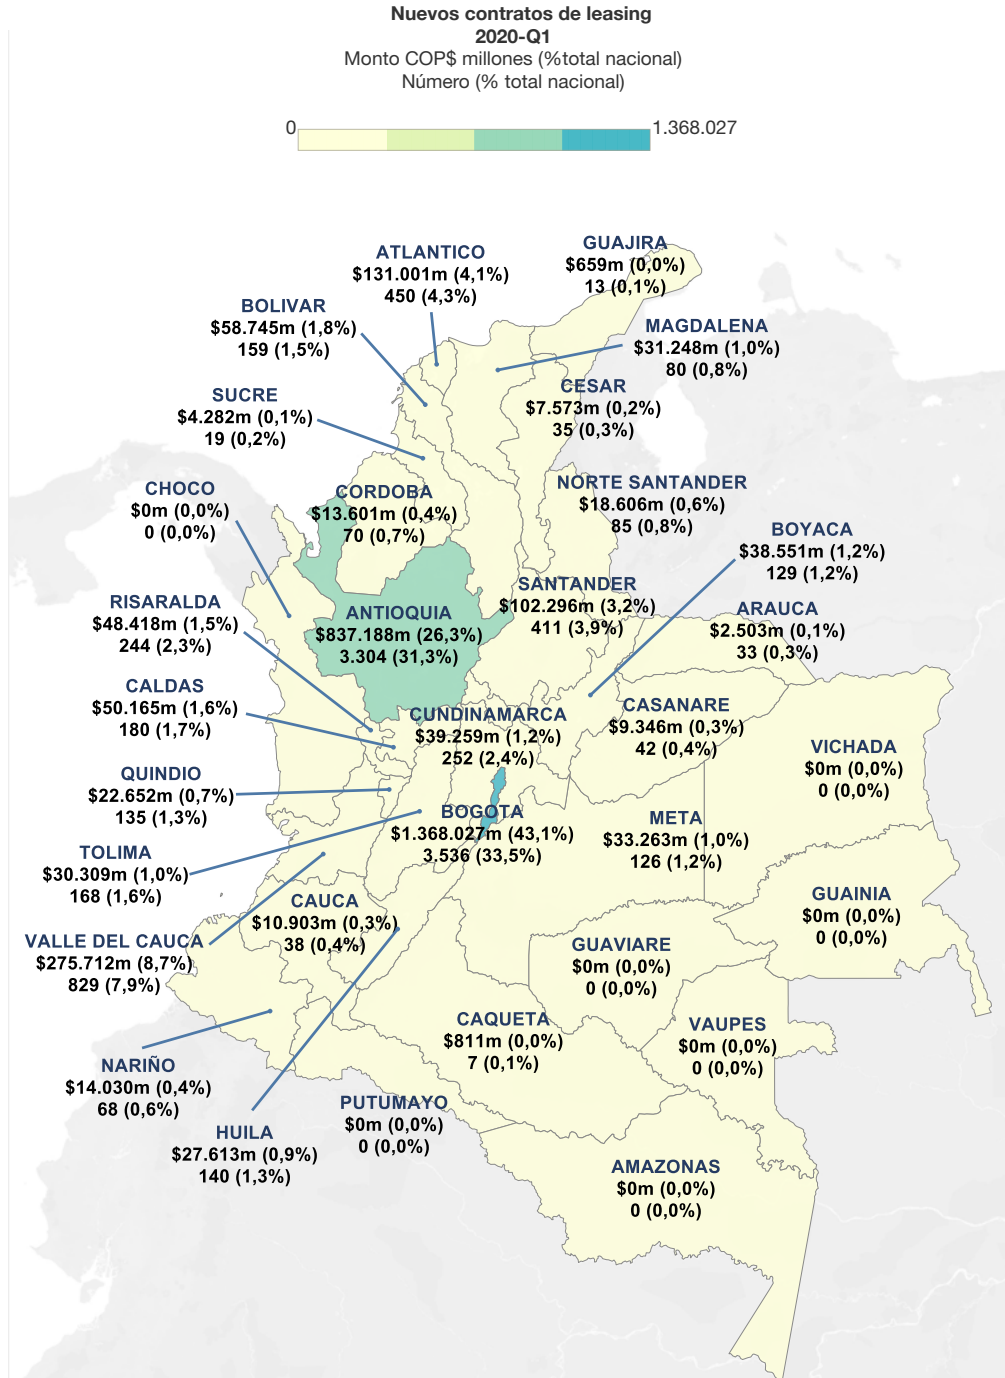 Nuevos contratos de leasing
2020-Q1
Monto COP$ millones (%total nacional)
Número (% total nacional)
0
1.368.027
GUAJIRA
$659m (0,0%)
13 (0,1%)
ATLANTICO
$131.001m (4,1%)
450 (4,3%)
BOLIVAR
$58.745m (1,8%)
159 (1,5%)
MAGDALENA
$31.248m (1,0%)
80 (0,8%)
CESAR
$7.573m (0,2%)
35 (0,3%)
SUCRE
$4.282m (0,1%)
19 (0,2%)
NORTE SANTANDER
$18.606m (0,6%)
85 (0,8%)
CHOCO
$0m (0,0%)
0 (0,0%)
CORDOBA
$13.601m (0,4%)
70 (0,7%)
BOYACA
$38.551m (1,2%)
129 (1,2%)
SANTANDER
$102.296m (3,2%)
411 (3,9%)
RISARALDA
$48.418m (1,5%)
244 (2,3%)
ANTIOQUIA
$837.188m (26,3%)
3.304 (31,3%)
ARAUCA
$2.503m (0,1%)
33 (0,3%)
CALDAS
$50.165m (1,6%)
180 (1,7%)
CUNDINAMARCA
$39.259m (1,2%)
252 (2,4%)
CASANARE
$9.346m (0,3%)
42 (0,4%)
VICHADA
$0m (0,0%)
0 (0,0%)
QUINDIO
$22.652m (0,7%)
135 (1,3%)
BOGOTA
$1.368.027m (43,1%)
3.536 (33,5%)
META
$33.263m (1,0%)
126 (1,2%)
TOLIMA
$30.309m (1,0%)
168 (1,6%)
CAUCA
$10.903m (0,3%)
38 (0,4%)
GUAINIA
$0m (0,0%)
0 (0,0%)
VALLE DEL CAUCA
$275.712m (8,7%)
829 (7,9%)
GUAVIARE
$0m (0,0%)
0 (0,0%)
CAQUETA
$811m (0,0%)
7 (0,1%)
VAUPES
$0m (0,0%)
0 (0,0%)
NARIÑO
$14.030m (0,4%)
68 (0,6%)
PUTUMAYO
$0m (0,0%)
0 (0,0%)
HUILA
$27.613m (0,9%)
140 (1,3%)
AMAZONAS
$0m (0,0%)
0 (0,0%)